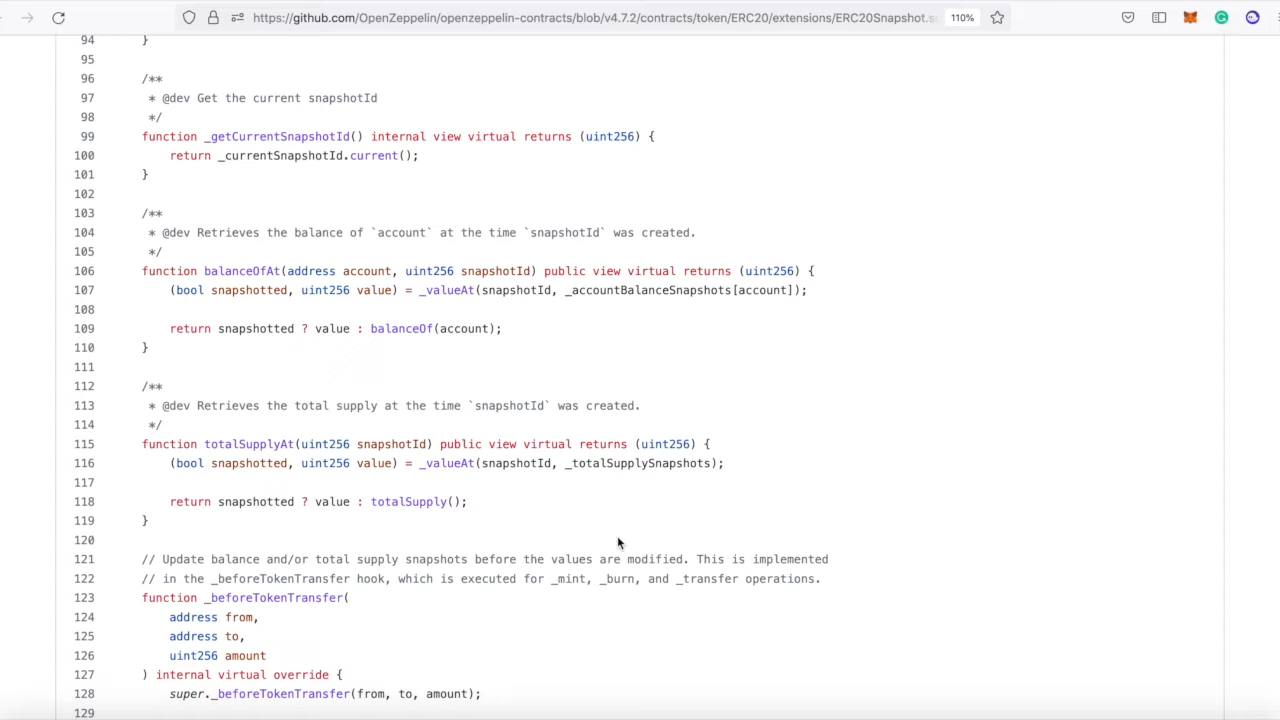 https://github.com/OpenZeppelin/openzeppelin-contracts/blob/v4.7.2/contracts/token/ERC20/extensions/ERC20Snapshot.s
110%
94 }
95
96 /**
97 * @dev Get the current snapshotId
98 */
99 function _getCurrentSnapshotId() internal view virtual returns (uint256) {
100 return _currentSnapshotId.current();
101 }
102
103 /**
104 * @dev Retrieves the balance of `account` at the time `snapshotId` was created.
105 */
106 function balanceOfAt(address account, uint256 snapshotId) public view virtual returns (uint256) {
107 (bool snapshotted, uint256 value) = _valueAt(snapshotId, _accountBalanceSnapshots[account]);
108
109 return snapshotted ? value : balanceOf(account);
110 }
111
112 /**
113 * @dev Retrieves the total supply at the time `snapshotId` was created.
114 */
115 function totalSupplyAt(uint256 snapshotId) public view virtual returns (uint256) {
116 (bool snapshotted, uint256 value) = _valueAt(snapshotId, _totalSupplySnapshots);
117
118 return snapshotted ? value : totalSupply();
119 }
120
121 // Update balance and/or total supply snapshots before the values are modified. This is implemented
122 // in the _beforeTokenTransfer hook, which is executed for _mint, _burn, and _transfer operations.
123 function _beforeTokenTransfer(
124 address from,
125 address to,
126 uint256 amount
127 ) internal virtual override {
128 super._beforeTokenTransfer(from, to, amount);
129